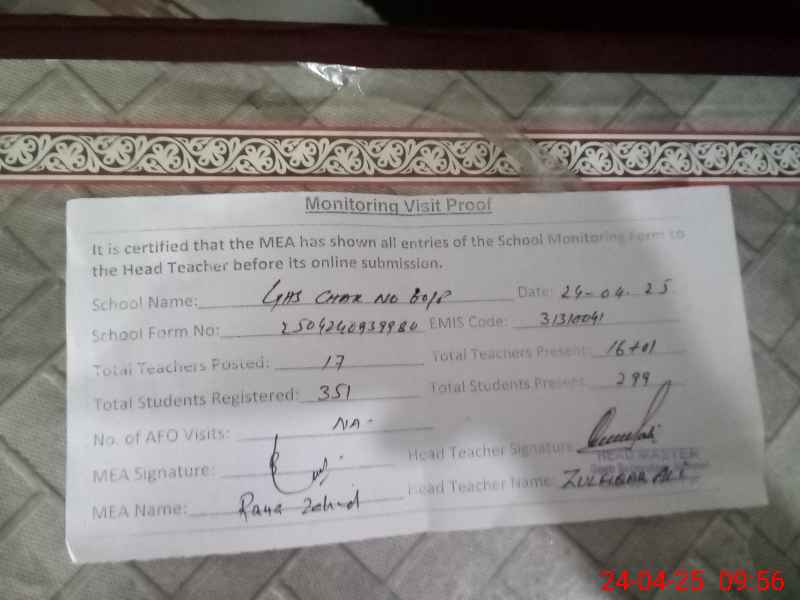 Monitoring Visit Proof
It is certified that the MEA has shown all entries of the School Monitoring Form to
the Head Teacher before its online submission.
School Name: GHS CHAK NO 60/P Date: 24-04-25
School Form No: EMIS Code: 31310041
Total Teachers Posted: 17 Total Teachers Present: 16+01
Total Students Registered: 351 Total Students Present: 299
No. of AFO Visits: NA-
MEA Signature: Head Teacher Signature:
HEAD MASTER
MEA Name: Rana Zahid Head Teacher Name: ZULFIQAR ALI
24-04-25 09:56